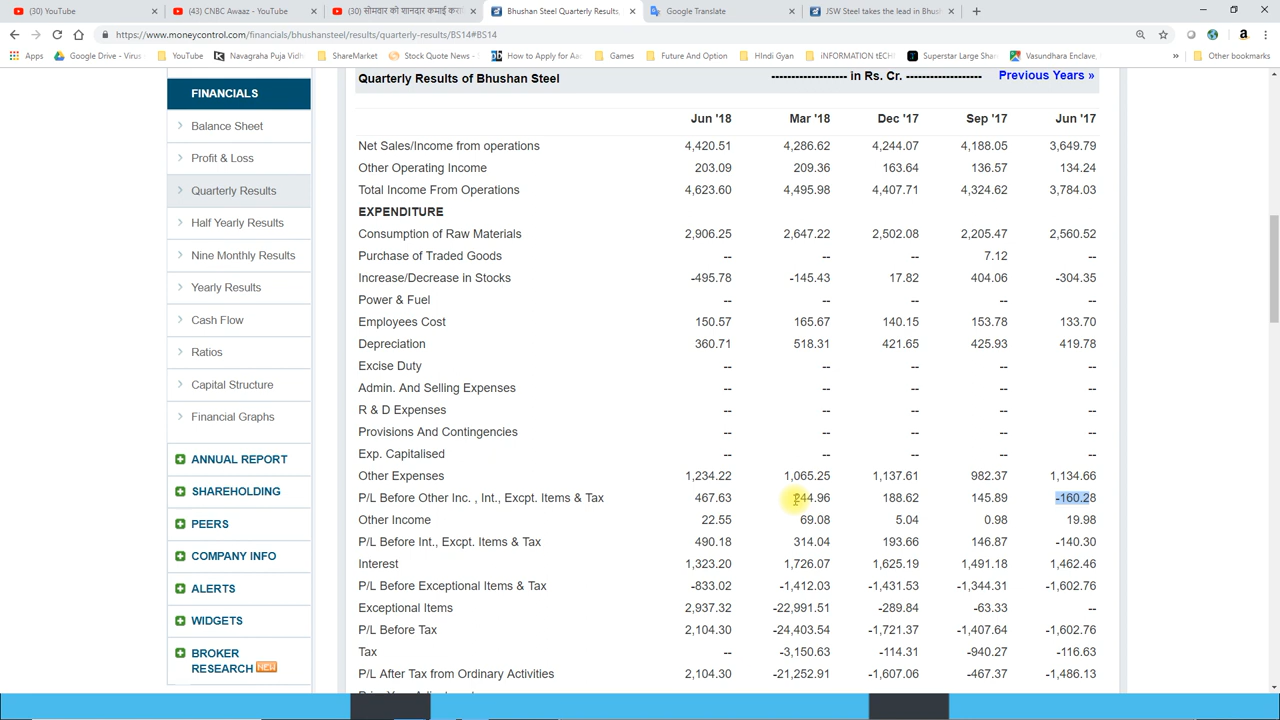 (30) YouTube
(43) CNBC Awaaz - YouTube
(30) सोमवार को शानदार कमाई कर
Bhushan Steel Quarterly Results,
Google Translate
JSW Steel takes the lead in Bhus
https://www.moneycontrol.com/financials/bhushansteel/results/quarterly-results/BS14#BS14
Apps
Google Drive - Virus
YouTube
Navagraha Puja Vidh
ShareMarket
Stock Quote News -
How to Apply for Aad
Games
Future And Option
HIndi Gyan
iNFORMATION tECH
Superstar Large Shar
Vasundhara Enclave,
»
Other bookmarks
FINANCIALS
Balance Sheet
Profit & Loss
Quarterly Results
Half Yearly Results
Nine Monthly Results
Yearly Results
Cash Flow
Ratios
Capital Structure
Financial Graphs
ANNUAL REPORT
SHAREHOLDING
PEERS
COMPANY INFO
ALERTS
WIDGETS
BROKER
RESEARCH NEW
Quarterly Results of Bhushan Steel ------------------- in Rs. Cr. ------------------- Previous Years »
Jun '18 Mar '18 Dec '17 Sep '17 Jun '17
Net Sales/Income from operations 4,420.51 4,286.62 4,244.07 4,188.05 3,649.79
Other Operating Income 203.09 209.36 163.64 136.57 134.24
Total Income From Operations 4,623.60 4,495.98 4,407.71 4,324.62 3,784.03
EXPENDITURE
Consumption of Raw Materials 2,906.25 2,647.22 2,502.08 2,205.47 2,560.52
Purchase of Traded Goods -- -- -- 7.12 --
Increase/Decrease in Stocks -495.78 -145.43 17.82 404.06 -304.35
Power & Fuel -- -- -- -- --
Employees Cost 150.57 165.67 140.15 153.78 133.70
Depreciation 360.71 518.31 421.65 425.93 419.78
Excise Duty -- -- -- -- --
Admin. And Selling Expenses -- -- -- -- --
R & D Expenses -- -- -- -- --
Provisions And Contingencies -- -- -- -- --
Exp. Capitalised -- -- -- -- --
Other Expenses 1,234.22 1,065.25 1,137.61 982.37 1,134.66
P/L Before Other Inc. , Int., Excpt. Items & Tax 467.63 244.96 188.62 145.89 -160.28
Other Income 22.55 69.08 5.04 0.98 19.98
P/L Before Int., Excpt. Items & Tax 490.18 314.04 193.66 146.87 -140.30
Interest 1,323.20 1,726.07 1,625.19 1,491.18 1,462.46
P/L Before Exceptional Items & Tax -833.02 -1,412.03 -1,431.53 -1,344.31 -1,602.76
Exceptional Items 2,937.32 -22,991.51 -289.84 -63.33 --
P/L Before Tax 2,104.30 -24,403.54 -1,721.37 -1,407.64 -1,602.76
Tax -- -3,150.63 -114.31 -940.27 -116.63
P/L After Tax from Ordinary Activities 2,104.30 -21,252.91 -1,607.06 -467.37 -1,486.13